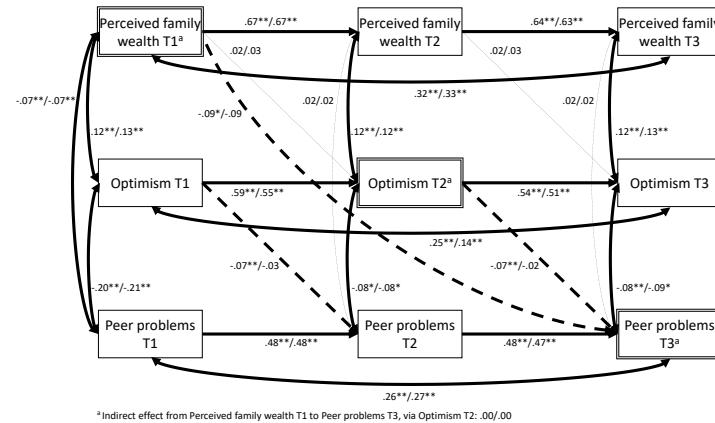 Perceived family
wealth T1ᵃ
.67**/.67**
Perceived family
wealth T2
.64**/.63**
Perceived family
wealth T3
.02/.03
.02/.03
-.07**/-.07**
.02/.02
.02/.02
-.09*/-.09
.32**/.33**
.12**/.13**
.12**/.12**
.12**/.13**
Optimism T1
.59**/.55**
Optimism T2ᵃ
.54**/.51**
Optimism T3
.25**/.14**
-.07**/-.03
-.07**/-.02
-.20**/-.21**
-.08*/-.08*
-.08**/-.09*
Peer problems
T1
.48**/.48**
Peer problems
T2
.48**/.47**
Peer problems
T3ᵃ
.26**/.27**
ᵃ Indirect effect from Perceived family wealth T1 to Peer problems T3, via Optimism T2: .00/.00